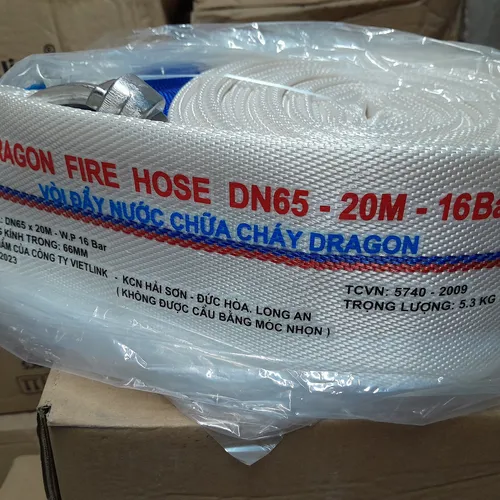 RAGON FIRE HOSE DN65 - 20M - 16Ba
VÒI ĐẨY NƯỚC CHỮA CHÁY DRAGON
: DN65 x 20M - W.P 16 Bar
KÍNH TRONG: 66MM
PHẨM CỦA CÔNG TY VIETLINK - KCN HẢI SƠN - ĐỨC HÒA, LONG AN
2023
( KHÔNG ĐƯỢC CẨU BẰNG MÓC NHỌN )
TCVN: 5740 - 2009
TRỌNG LƯỢNG: 5.3 KG